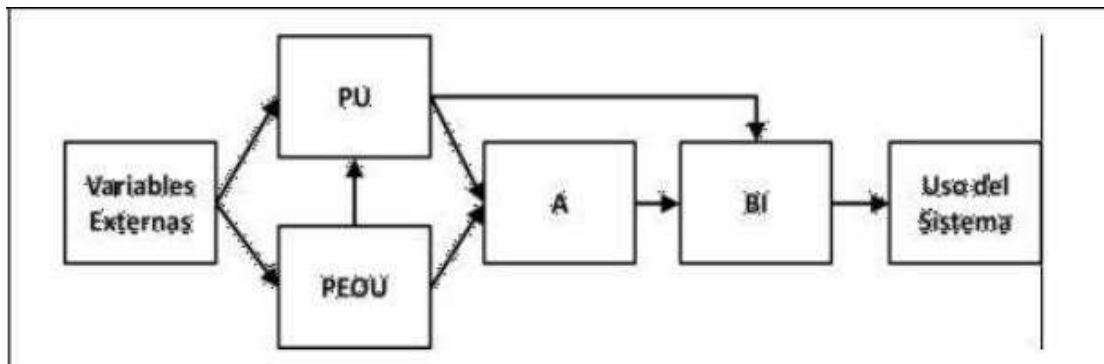 PU
Variables
Externas
A
BI
Uso del
Sistema
PEOU